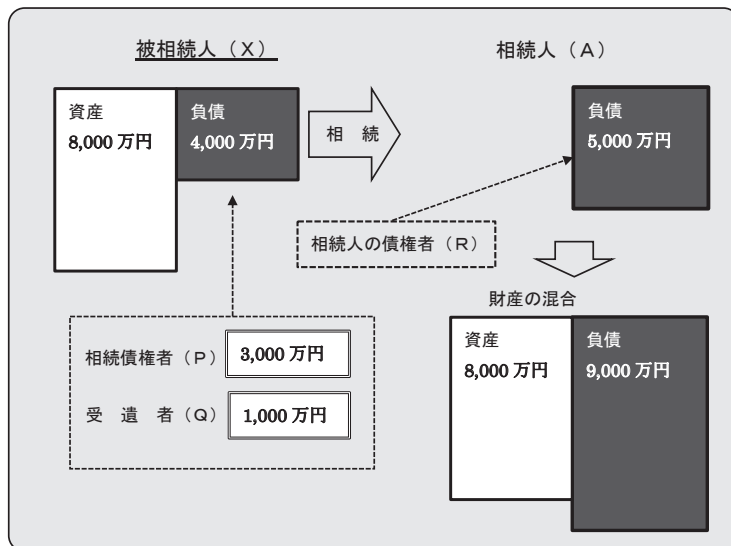 被相続人（X）
相続人（A）
資産
8,000 万円
負債
4,000 万円
相　続
負債
5,000 万円
相続人の債権者（R）
財産の混合
相続債権者（P）
3,000 万円
受　遺　者（Q）
1,000 万円
資産
8,000 万円
負債
9,000 万円